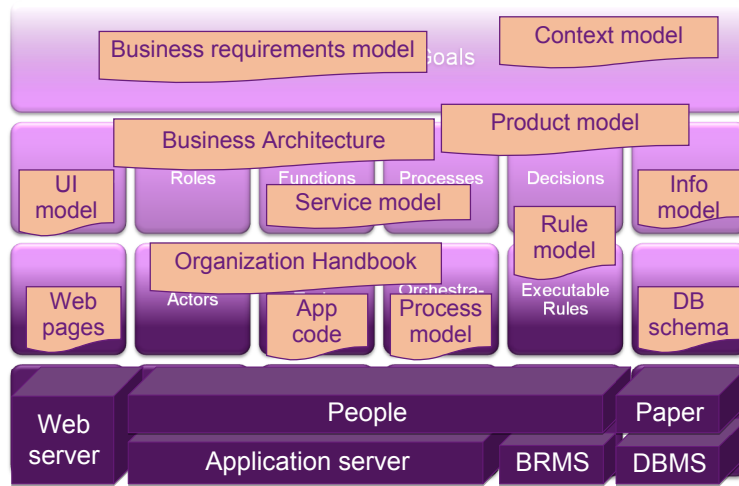 Business requirements model
Context model
Goals
Product model
Business Architecture
UI
model
Roles
Functions
Processes
Decisions
Info
model
Service model
Rule
model
Organization Handbook
Web
pages
Actors
App
code
Orchestra-
Process
model
Executable
Rules
DB
schema
Web
server
People
Paper
Application server
BRMS
DBMS